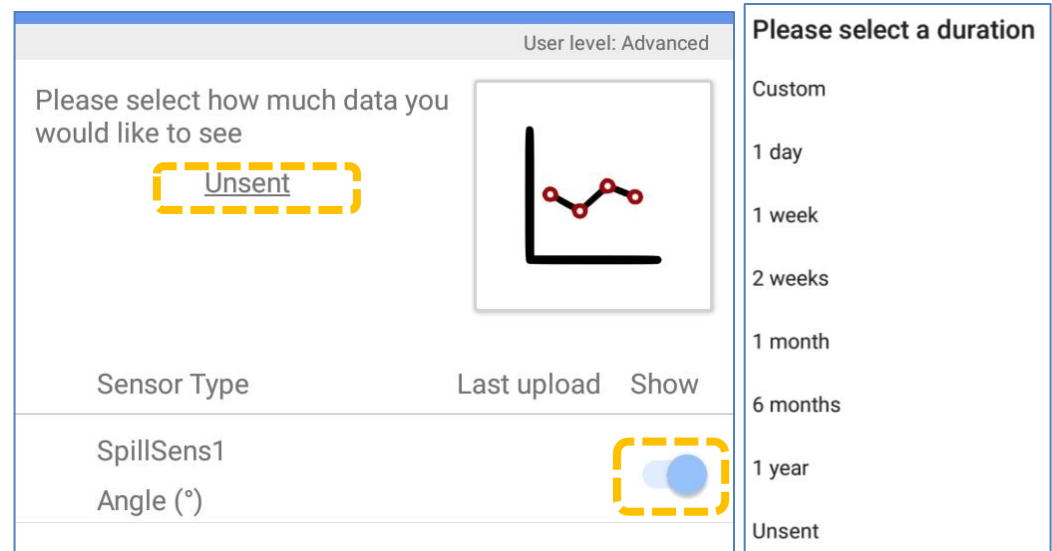 User level: Advanced
Please select how much data you
would like to see
Unsent
Sensor Type Last upload Show
SpillSens1
Angle (°)
Please select a duration
Custom
1 day
1 week
2 weeks
1 month
6 months
1 year
Unsent